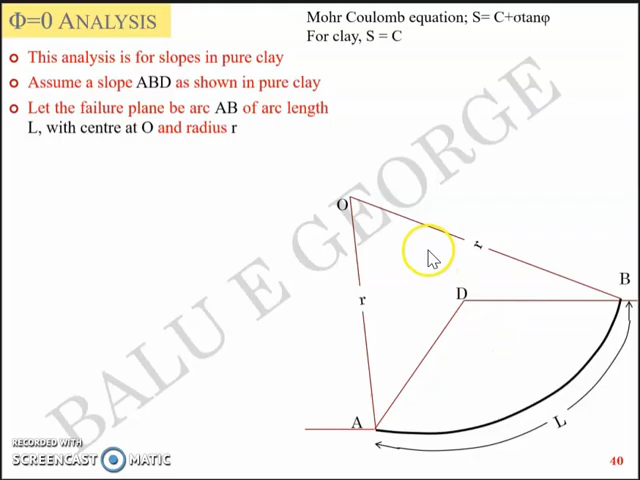 Φ=0 ANALYSIS
Mohr Coulomb equation; S= C+σtanφ
For clay, S = C
This analysis is for slopes in pure clay
Assume a slope ABD as shown in pure clay
Let the failure plane be arc AB of arc length
L, with centre at O and radius r
BALU E GEORGE
O
r
r
D
B
A
L
RECORDED WITH
SCREENCAST MATIC
40